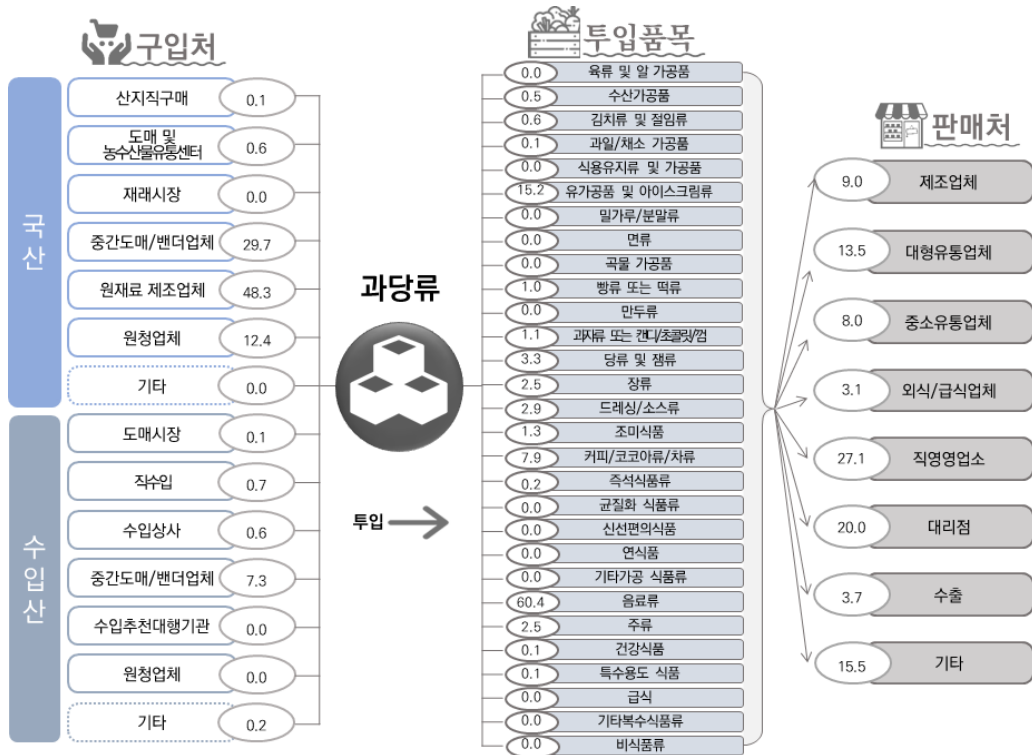 구입처
국산
산지직구매 0.1
도매 및
농수산물유통센터 0.6
재래시장 0.0
중간도매/밴더업체 29.7
원재료 제조업체 48.3
원청업체 12.4
기타 0.0
수입산
도매시장 0.1
직수입 0.7
수입상사 0.6
중간도매/밴더업체 7.3
수입추천대행기관 0.0
원청업체 0.0
기타 0.2
과당류
투입
투입품목
0.0 육류 및 알 가공품
0.5 수산가공품
0.6 김치류 및 절임류
0.1 과일/채소 가공품
0.0 식용유지류 및 가공품
15.2 유가공품 및 아이스크림류
0.0 밀가루/분말류
0.0 면류
0.0 곡물 가공품
1.0 빵류 또는 떡류
0.0 만두류
1.1 과자류 또는 캔디/초콜릿/껌
3.3 당류 및 잼류
2.5 장류
2.9 드레싱/소스류
1.3 조미식품
7.9 커피/코코아류/차류
0.2 즉석식품류
0.0 균질화 식품류
0.0 신선편의식품
0.0 연식품
0.0 기타가공 식품류
60.4 음료류
2.5 주류
0.1 건강식품
0.1 특수용도 식품
0.0 급식
0.0 기타복수식품류
0.0 비식품류
판매처
9.0 제조업체
13.5 대형유통업체
8.0 중소유통업체
3.1 외식/급식업체
27.1 직영영업소
20.0 대리점
3.7 수출
15.5 기타